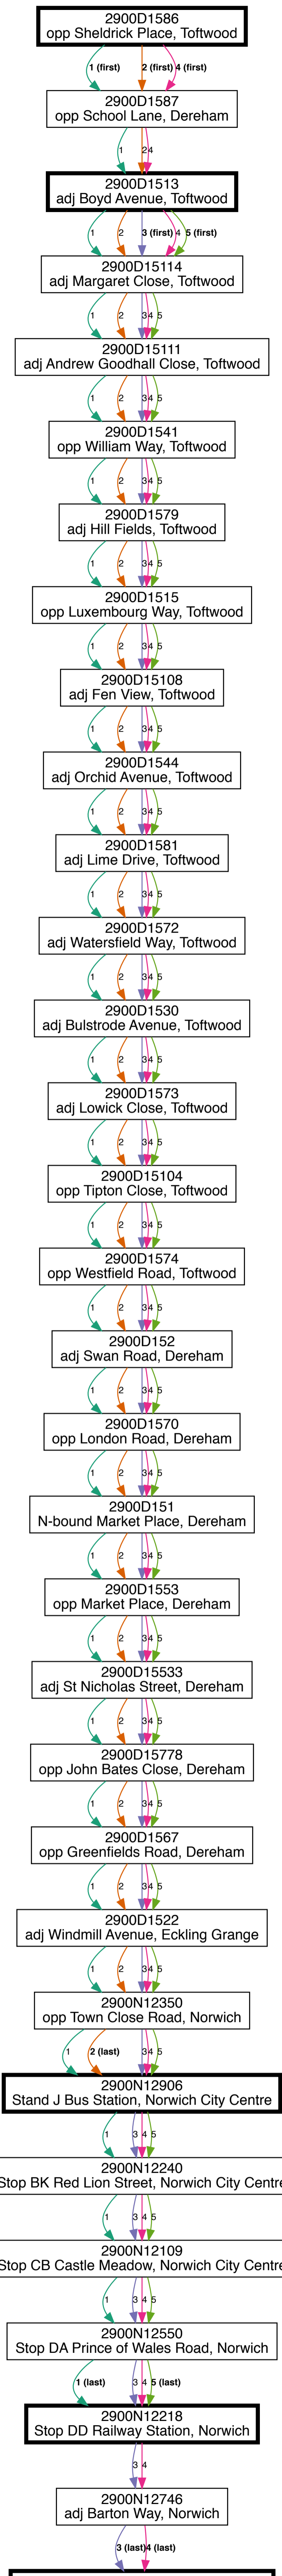 2900D1586
opp Sheldrick Place, Toftwood
1 (first)
2 (first)
4 (first)
2900D1587
opp School Lane, Dereham
1
2
4
2900D1513
adj Boyd Avenue, Toftwood
1
2
3 (first)
4
5 (first)
2900D15114
adj Margaret Close, Toftwood
1
2
3
4
5
2900D15111
adj Andrew Goodhall Close, Toftwood
1
2
3
4
5
2900D1541
opp William Way, Toftwood
1
2
3
4
5
2900D1579
adj Hill Fields, Toftwood
1
2
3
4
5
2900D1515
opp Luxembourg Way, Toftwood
1
2
3
4
5
2900D15108
adj Fen View, Toftwood
1
2
3
4
5
2900D1544
adj Orchid Avenue, Toftwood
1
2
3
4
5
2900D1581
adj Lime Drive, Toftwood
1
2
3
4
5
2900D1572
adj Watersfield Way, Toftwood
1
2
3
4
5
2900D1530
adj Bulstrode Avenue, Toftwood
1
2
3
4
5
2900D1573
adj Lowick Close, Toftwood
1
2
3
4
5
2900D15104
opp Tipton Close, Toftwood
1
2
3
4
5
2900D1574
opp Westfield Road, Toftwood
1
2
3
4
5
2900D152
adj Swan Road, Dereham
1
2
3
4
5
2900D1570
opp London Road, Dereham
1
2
3
4
5
2900D151
N-bound Market Place, Dereham
1
2
3
4
5
2900D1553
opp Market Place, Dereham
1
2
3
4
5
2900D15533
adj St Nicholas Street, Dereham
1
2
3
4
5
2900D15778
opp John Bates Close, Dereham
1
2
3
4
5
2900D1567
opp Greenfields Road, Dereham
1
2
3
4
5
2900D1522
adj Windmill Avenue, Eckling Grange
1
2
3
4
5
2900N12350
opp Town Close Road, Norwich
1
2 (last)
3
4
5
2900N12906
Stand J Bus Station, Norwich City Centre
1
3
4
5
2900N12240
Stop BK Red Lion Street, Norwich City Centre
1
3
4
5
2900N12109
Stop CB Castle Meadow, Norwich City Centre
1
3
4
5
2900N12550
Stop DA Prince of Wales Road, Norwich
1 (last)
3
4
5 (last)
2900N12218
Stop DD Railway Station, Norwich
3
4
2900N12746
adj Barton Way, Norwich
3 (last)
4 (last)